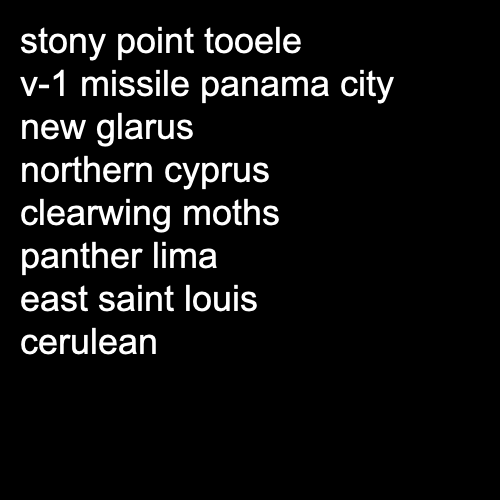 stony point tooele
v-1 missile panama city
new glarus
northern cyprus
clearwing moths
panther lima
east saint louis
cerulean